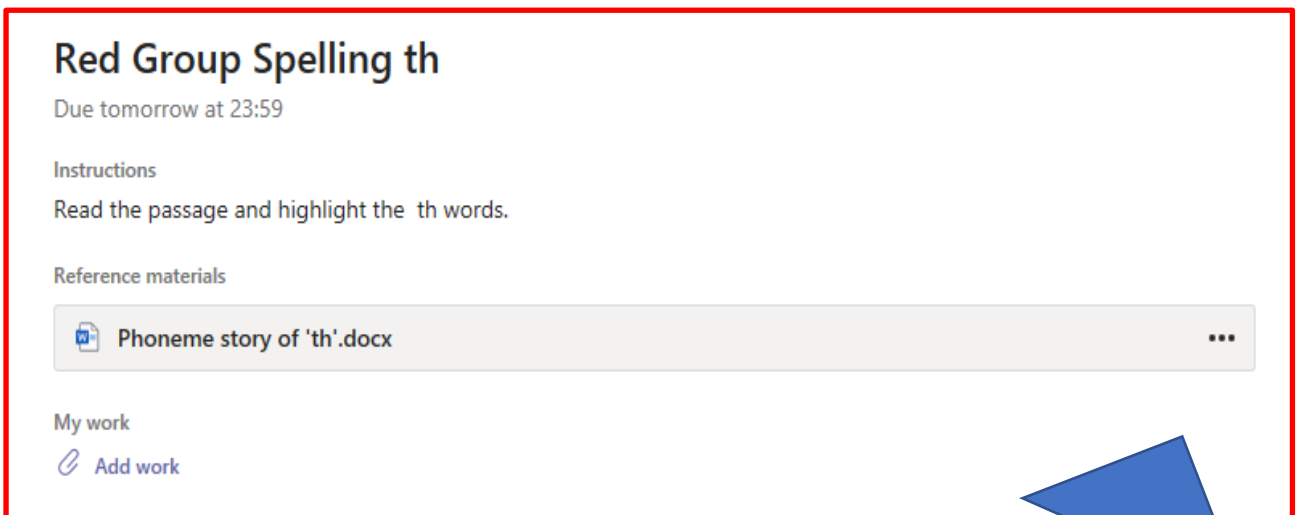 Red Group Spelling th
Due tomorrow at 23:59
Instructions
Read the passage and highlight the  th words.
Reference materials
Phoneme story of 'th'.docx
My work
Add work